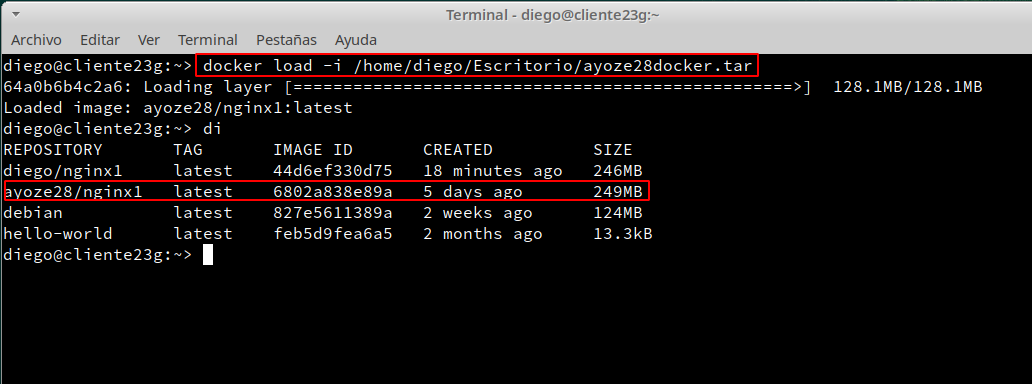 Terminal - diego@cliente23g:~
Archivo Editar Ver Terminal Pestañas Ayuda
diego@cliente23g:~> docker load -i /home/diego/Escritorio/ayoze28docker.tar
64a0b6b4c2a6: Loading layer [==================================================>] 128.1MB/128.1MB
Loaded image: ayoze28/nginx1:latest
diego@cliente23g:~> di
REPOSITORY TAG IMAGE ID CREATED SIZE
diego/nginx1 latest 44d6ef330d75 18 minutes ago 246MB
ayoze28/nginx1 latest 6802a838e89a 5 days ago 249MB
debian latest 827e5611389a 2 weeks ago 124MB
hello-world latest feb5d9fea6a5 2 months ago 13.3kB
diego@cliente23g:~>